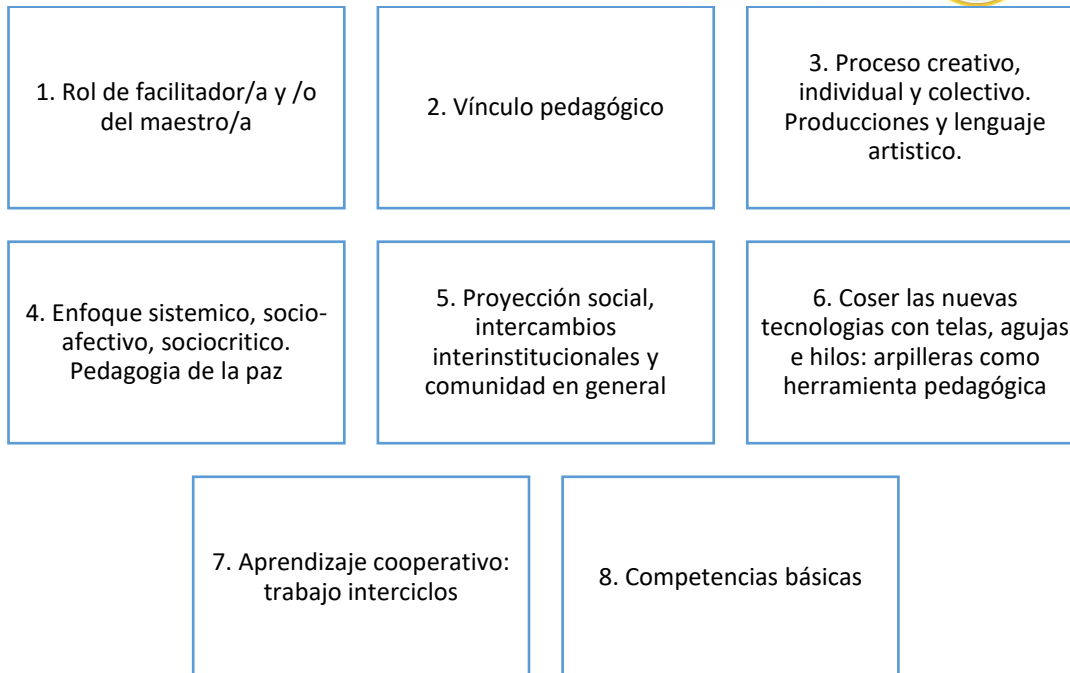 1. Rol de facilitador/a y /o
del maestro/a
2. Vínculo pedagógico
3. Proceso creativo,
individual y colectivo.
Producciones y lenguaje
artistico.
4. Enfoque sistemico, socio-
afectivo, sociocritico.
Pedagogia de la paz
5. Proyección social,
intercambios
interinstitucionales y
comunidad en general
6. Coser las nuevas
tecnologias con telas, agujas
e hilos: arpilleras como
herramienta pedagógica
7. Aprendizaje cooperativo:
trabajo interciclos
8. Competencias básicas